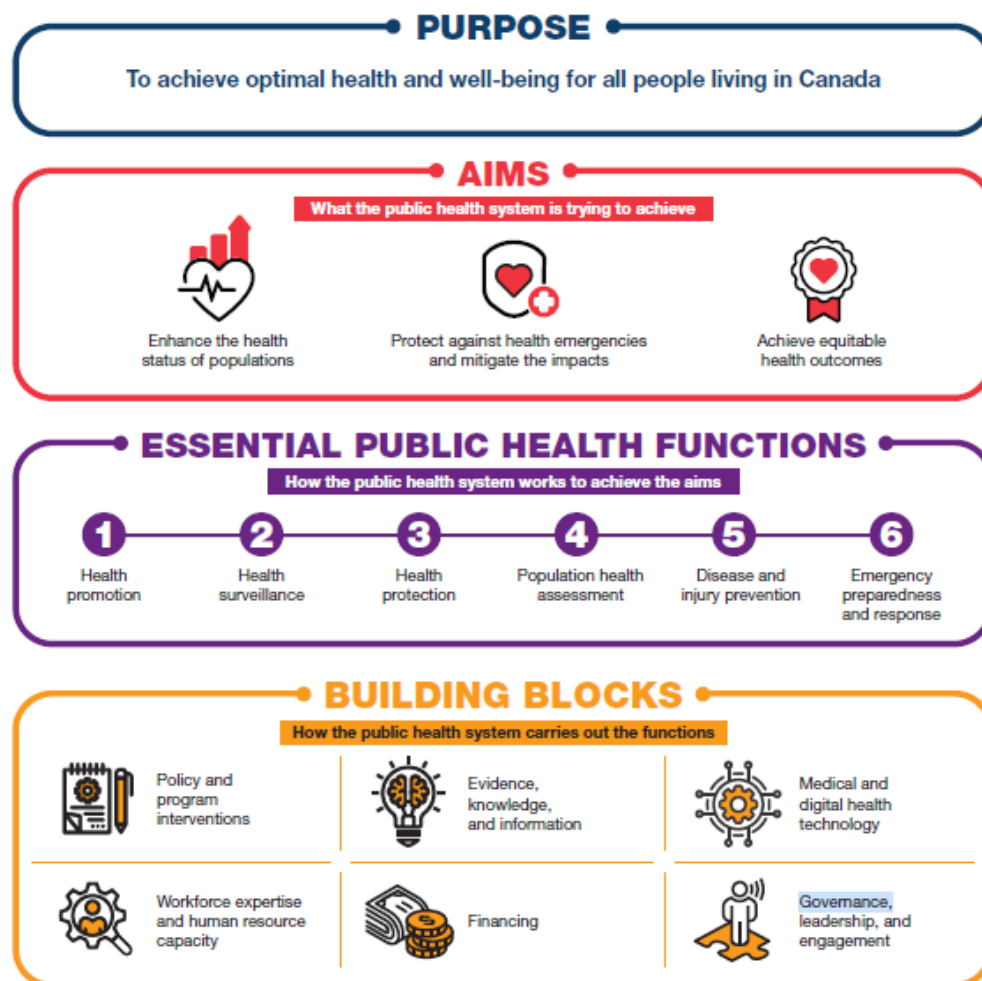 PURPOSE
To achieve optimal health and well-being for all people living in Canada
AIMS
What the public health system is trying to achieve
Enhance the health
status of populations
Protect against health emergencies
and mitigate the impacts
Achieve equitable
health outcomes
ESSENTIAL PUBLIC HEALTH FUNCTIONS
How the public health system works to achieve the aims
1
Health
promotion
2
Health
surveillance
3
Health
protection
4
Population health
assessment
5
Disease and
injury prevention
6
Emergency
preparedness
and response
BUILDING BLOCKS
How the public health system carries out the functions
Policy and
program
interventions
Evidence,
knowledge,
and information
Medical and
digital health
technology
Workforce expertise
and human resource
capacity
$
Financing
Governance,
leadership, and
engagement